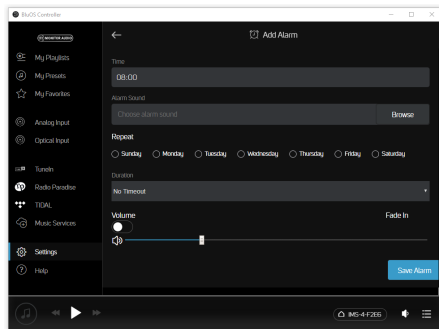 BluOS Controller
MONITOR AUDIO
Add Alarm
My Playlists
My Presets
My Favorites
Analog Input
Optical Input
TuneIn
Radio Paradise
TIDAL
Music Services
Settings
Help
Time
08:00
Alarm Sound
Choose alarm sound
Browse
Repeat
Sunday Monday Tuesday Wednesday Thursday Friday Saturday
Duration
No Timeout
Volume Fade In
Save Alarm
IMS-4-F2E6